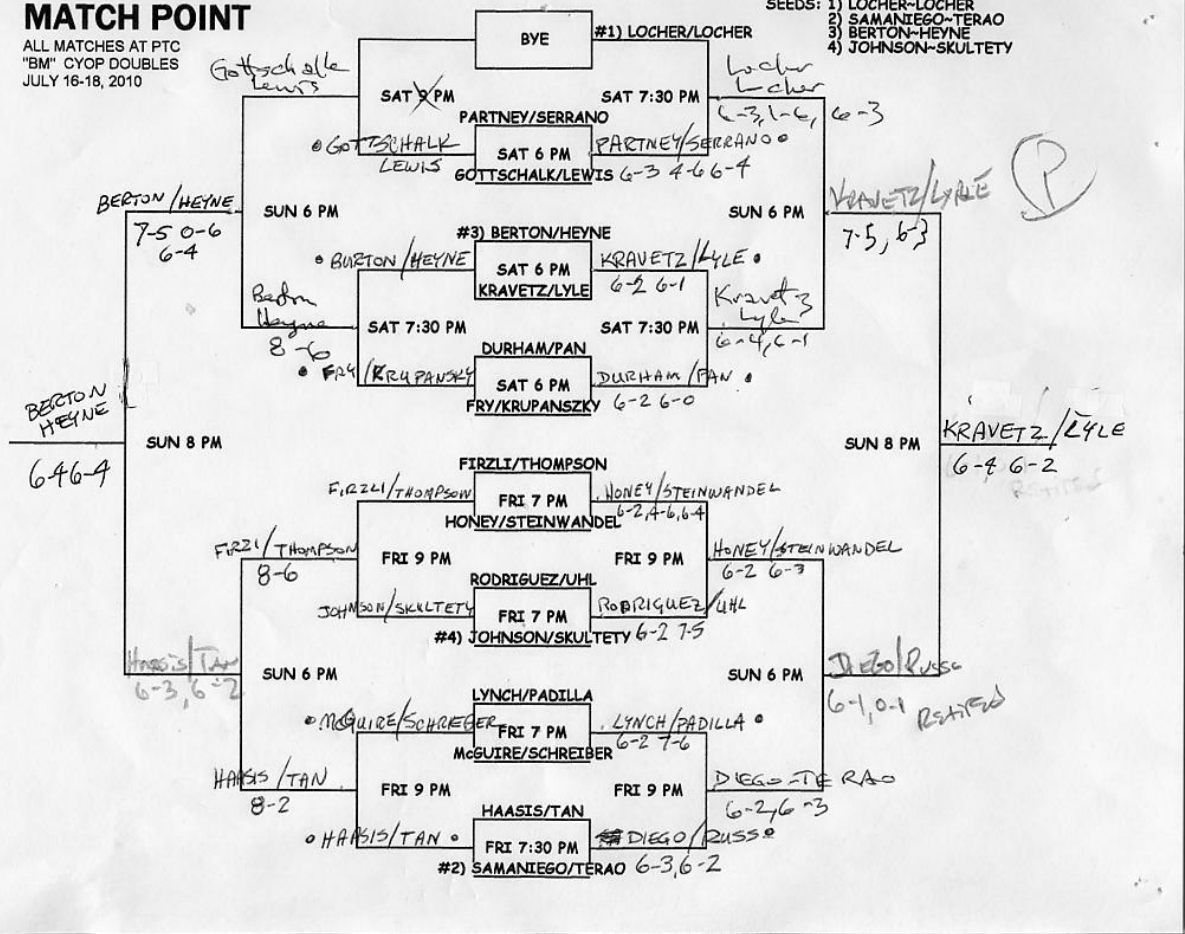 MATCH POINT
ALL MATCHES AT PTC
"BM" CYOP DOUBLES
JULY 16-18, 2010
SEEDS: 1) LOCHER~LOCHER
2) SAMANIEGO~TERAO
3) BERTON~HEYNE
4) JOHNSON~SKULTETY
BYE
#1) LOCHER/LOCHER
Gottschalk
Lewis
Locher
Locher
SAT 9 PM
SAT 7:30 PM
6-3, 1-6, 6-3
PARTNEY/SERRANO
GOTTSCHALK
LEWIS
SAT 6 PM
PARTNEY/SERRANO
GOTTSCHALK/LEWIS
6-3 4-6 6-4
BERTON/HEYNE
7-5 0-6
6-4
SUN 6 PM
SUN 6 PM
KRAVETZ/LYLE
7-5, 6-3
P
#3) BERTON/HEYNE
BURTON/HEYNE
SAT 6 PM
KRAVETZ/LYLE
KRAVETZ/LYLE
6-2 6-1
Berton
Heyne
8-6
SAT 7:30 PM
SAT 7:30 PM
Kravetz
Lyle
6-4, 6-1
DURHAM/PAN
FRY/KRUPANSKY
SAT 6 PM
DURHAM/PAN
FRY/KRUPANSZKY
6-2 6-0
BERTON
HEYNE
6-4 6-4
SUN 8 PM
SUN 8 PM
KRAVETZ/LYLE
6-4 6-2
RETIRED
FIRZLI/THOMPSON
FIRZLI/THOMPSON
FRI 7 PM
HONEY/STEINWANDEL
HONEY/STEINWANDEL
6-2, 4-6, 6-4
FIRZI/THOMPSON
8-6
FRI 9 PM
FRI 9 PM
HONEY/STEINWANDEL
6-2 6-3
RODRIGUEZ/UHL
JOHNSON/SKULTETY
FRI 7 PM
RODRIGUEZ/UHL
#4) JOHNSON/SKULTETY
6-2 7-5
HAASIS/TAN
6-3, 6-2
SUN 6 PM
SUN 6 PM
DIEGO/RUSSO
6-1, 0-1 RETIRED
LYNCH/PADILLA
McGUIRE/SCHRIEBER
FRI 7 PM
LYNCH/PADILLA
McGUIRE/SCHREIBER
6-2 7-6
HAASIS/TAN
8-2
FRI 9 PM
FRI 9 PM
DIEGO-TERAO
6-2, 6-3
HAASIS/TAN
HAASIS/TAN
FRI 7:30 PM
DIEGO/RUSSO
#2) SAMANIEGO/TERAO
6-3, 6-2